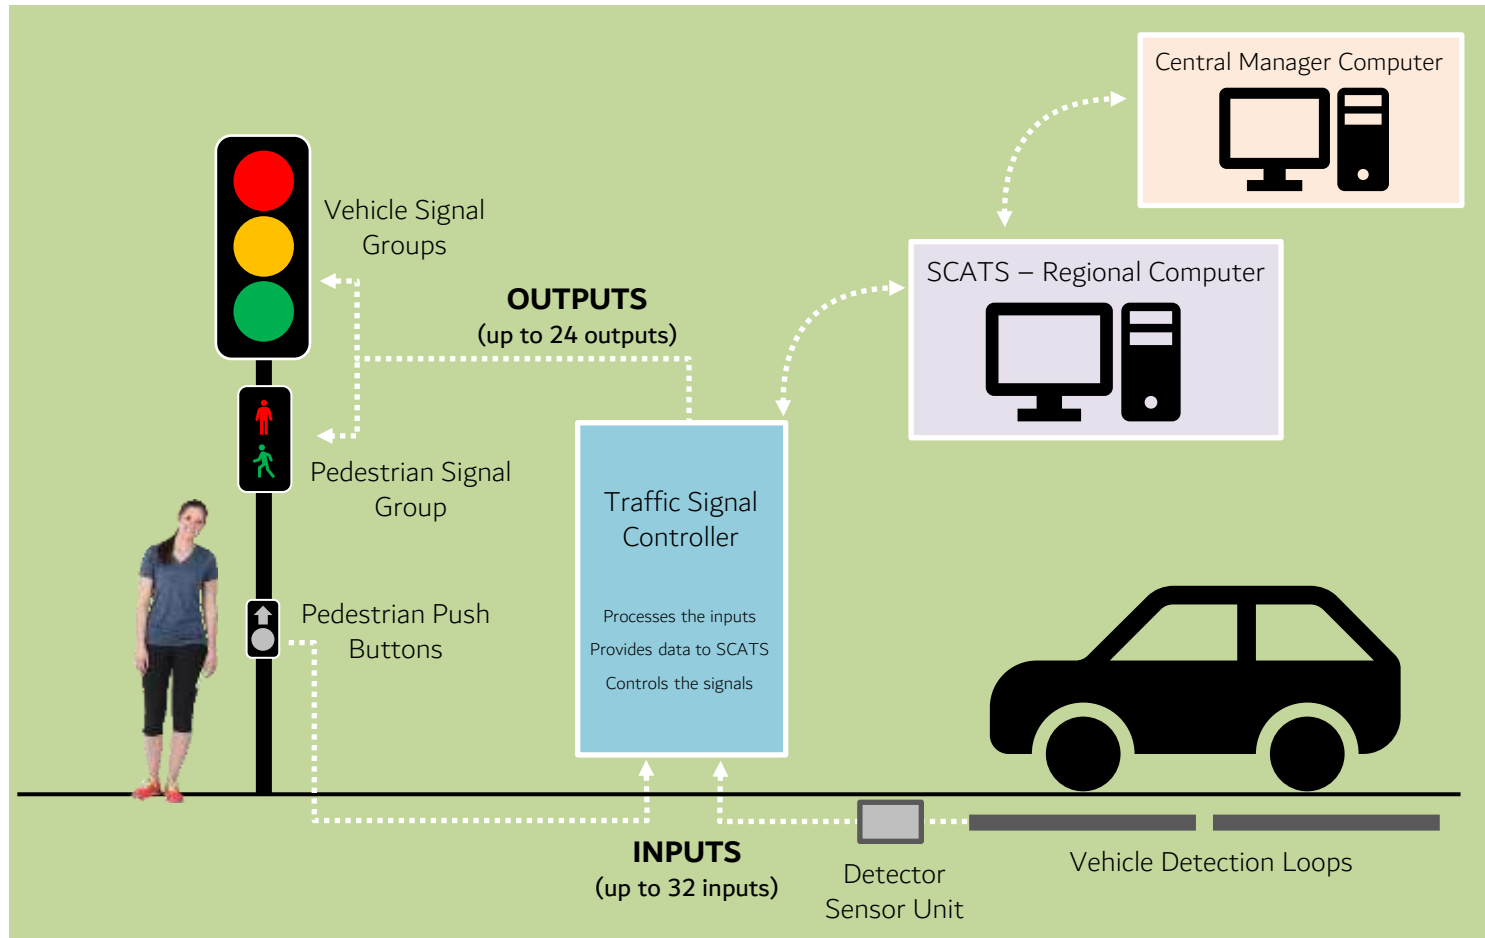 Central Manager Computer
Vehicle Signal
Groups
SCATS – Regional Computer
OUTPUTS
(up to 24 outputs)
Pedestrian Signal
Group
Traffic Signal
Controller
Processes the inputs
Provides data to SCATS
Controls the signals
Pedestrian Push
Buttons
INPUTS
(up to 32 inputs)
Detector
Sensor Unit
Vehicle Detection Loops